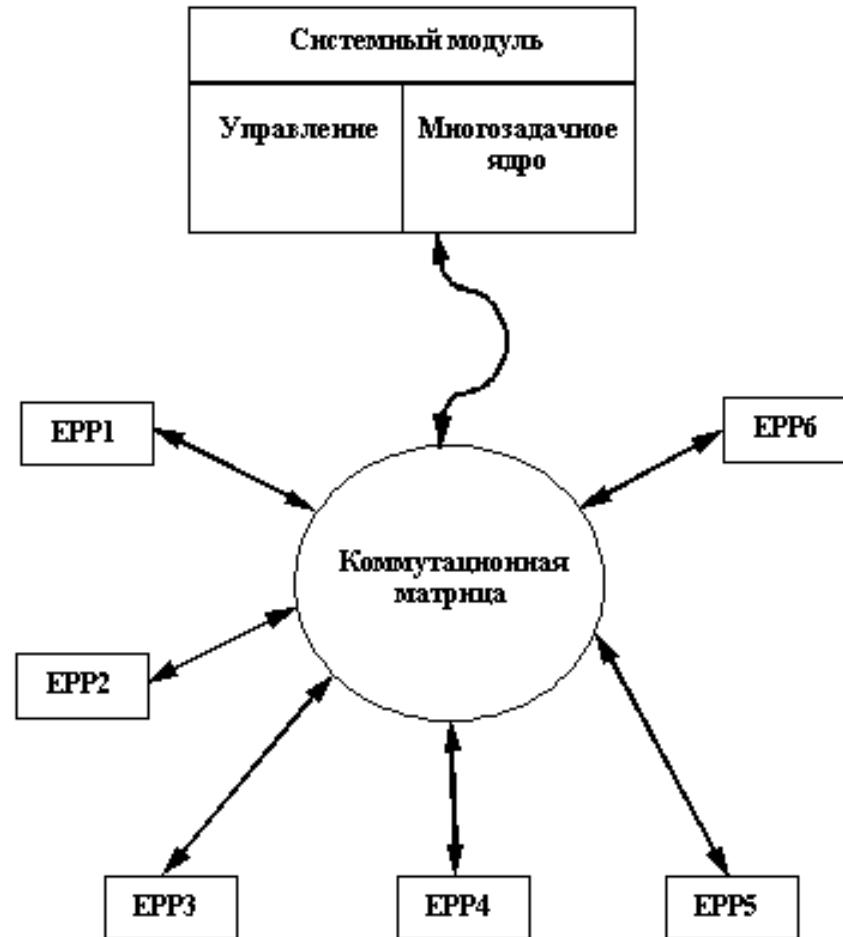 Системный модуль
Управление
Многозадачное
ядро
EPP1
EPP6
Коммутационная
матрица
EPP2
EPP3
EPP4
EPP5